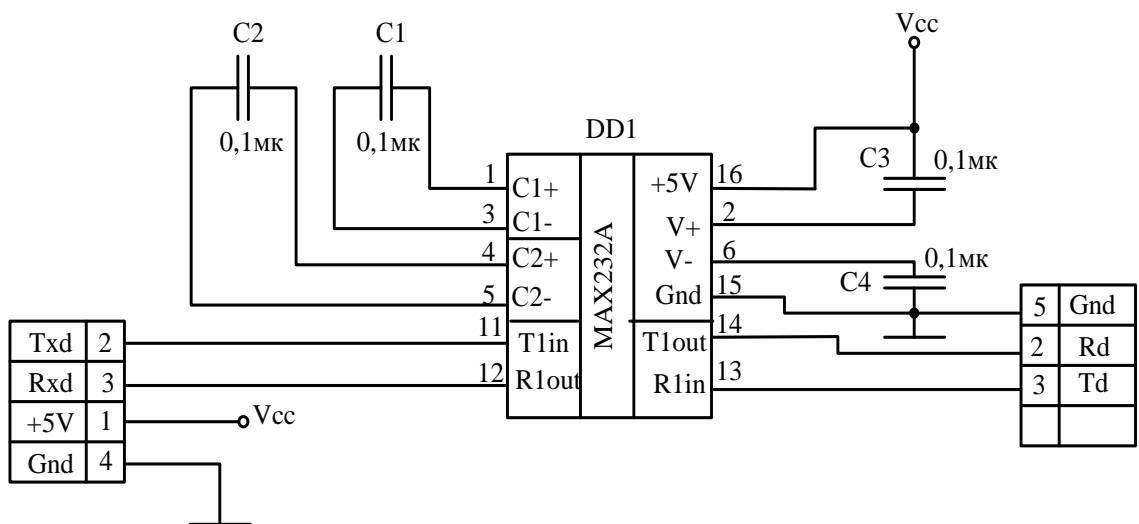 C2
C1
Vcc
0,1мк
0,1мк
DD1
C3
0,1мк
1
C1+
+5V
16
3
C1-
V+
2
4
C2+
V-
6
0,1мк
C4
5
C2-
Gnd
15
MAX232A
5 Gnd
11
T1in
T1out
14
2 Rd
12
R1out
R1in
13
3 Td
Txd 2
Rxd 3
+5V 1
Vcc
Gnd 4